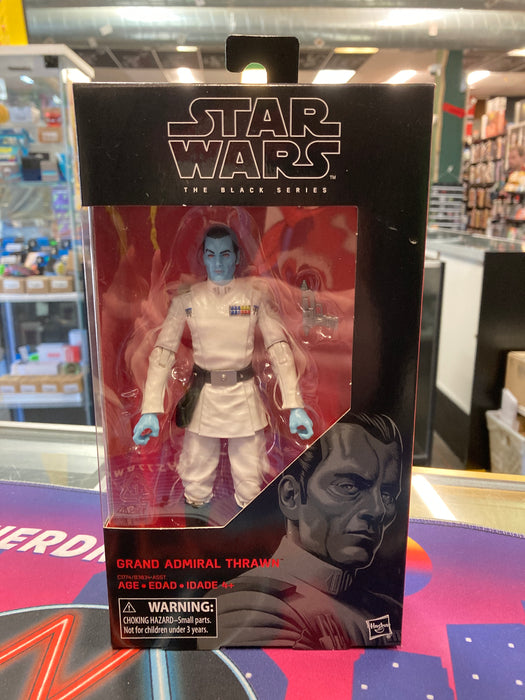 STAR
WARS
THE BLACK SERIES
GRAND ADMIRAL THRAWN
AGE • EDAD • IDADE 4+
WARNING:
CHOKING HAZARD–Small parts.
Not for children under 3 years.
Hasbro